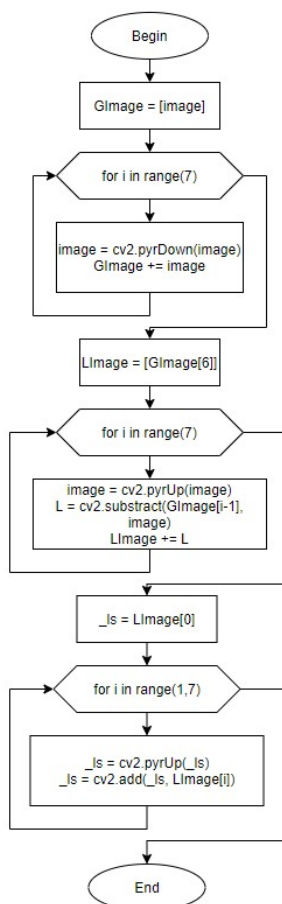 Begin
GImage = [image]
for i in range(7)
image = cv2.pyrDown(image)
GImage += image
LImage = [GImage[6]]
for i in range(7)
image = cv2.pyrUp(image)
L = cv2.substract(GImage[i-1],
image)
LImage += L
_ls = LImage[0]
for i in range(1,7)
_ls = cv2.pyrUp(_ls)
_ls = cv2.add(_ls, LImage[i])
End